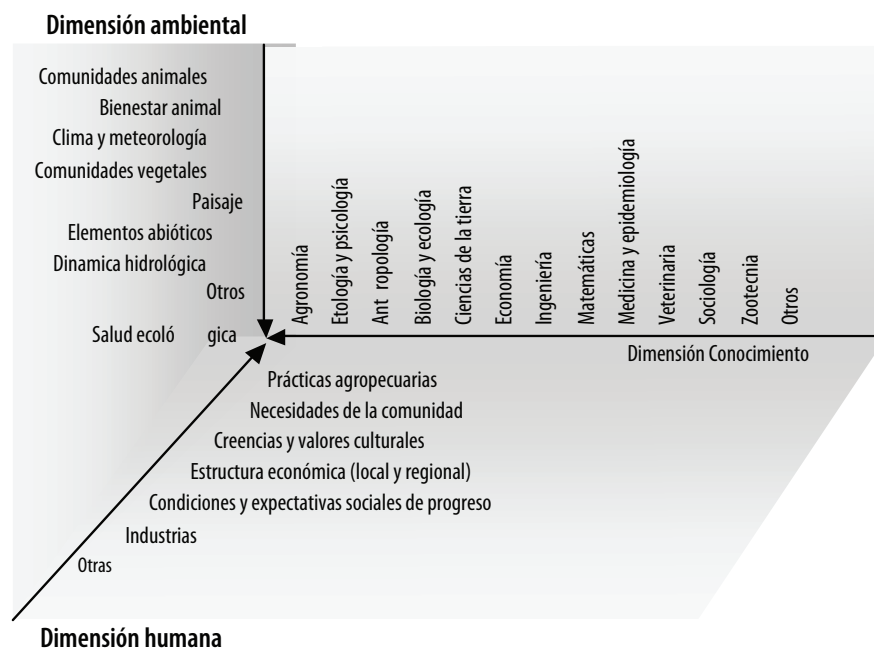 Dimensión ambiental
Comunidades animales
Bienestar animal
Clima y meteorología
Comunidades vegetales
Paisaje
Elementos abióticos
Dinamica hidrológica
Otros
Salud ecoló gica
Agronomía
Etología y psicología
Ant ropología
Biología y ecología
Ciencias de la tierra
Economía
Ingeniería
Matemáticas
Medicina y epidemiología
Veterinaria
Sociología
Zootecnia
Otros
Dimensión Conocimiento
Prácticas agropecuarias
Necesidades de la comunidad
Creencias y valores culturales
Estructura económica (local y regional)
Condiciones y expectativas sociales de progreso
Industrias
Otras
Dimensión humana